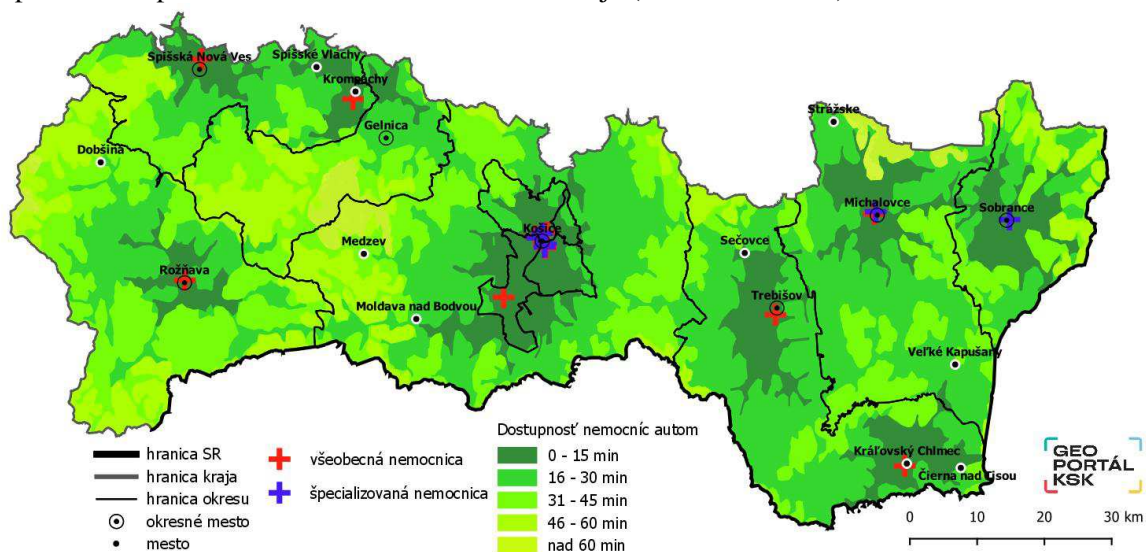 Spišská Nová Ves
Spišské Vlachy
Krompachy
Gelnica
Dobšiná
Strážske
Michalovce
Sobrance
Košice
Medzev
Sečovce
Rožňava
Moldava nad Bodvou
Trebišov
Veľké Kapušany
Kráľovský Chlmec
Čierna nad Tisou
hranica SR
hranica kraja
hranica okresu
okresné mesto
mesto
všeobecná nemocnica
špecializovaná nemocnica
Dostupnosť nemocníc autom
0 - 15 min
16 - 30 min
31 - 45 min
46 - 60 min
nad 60 min
GEO
PORTÁL
KSK
0 10 20 30 km